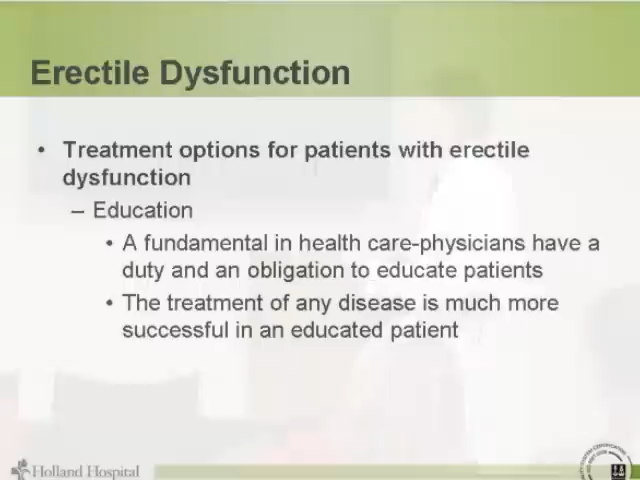 Erectile Dysfunction
• Treatment options for patients with erectile
dysfunction
– Education
• A fundamental in health care-physicians have a
duty and an obligation to educate patients
• The treatment of any disease is much more
successful in an educated patient
Holland Hospital